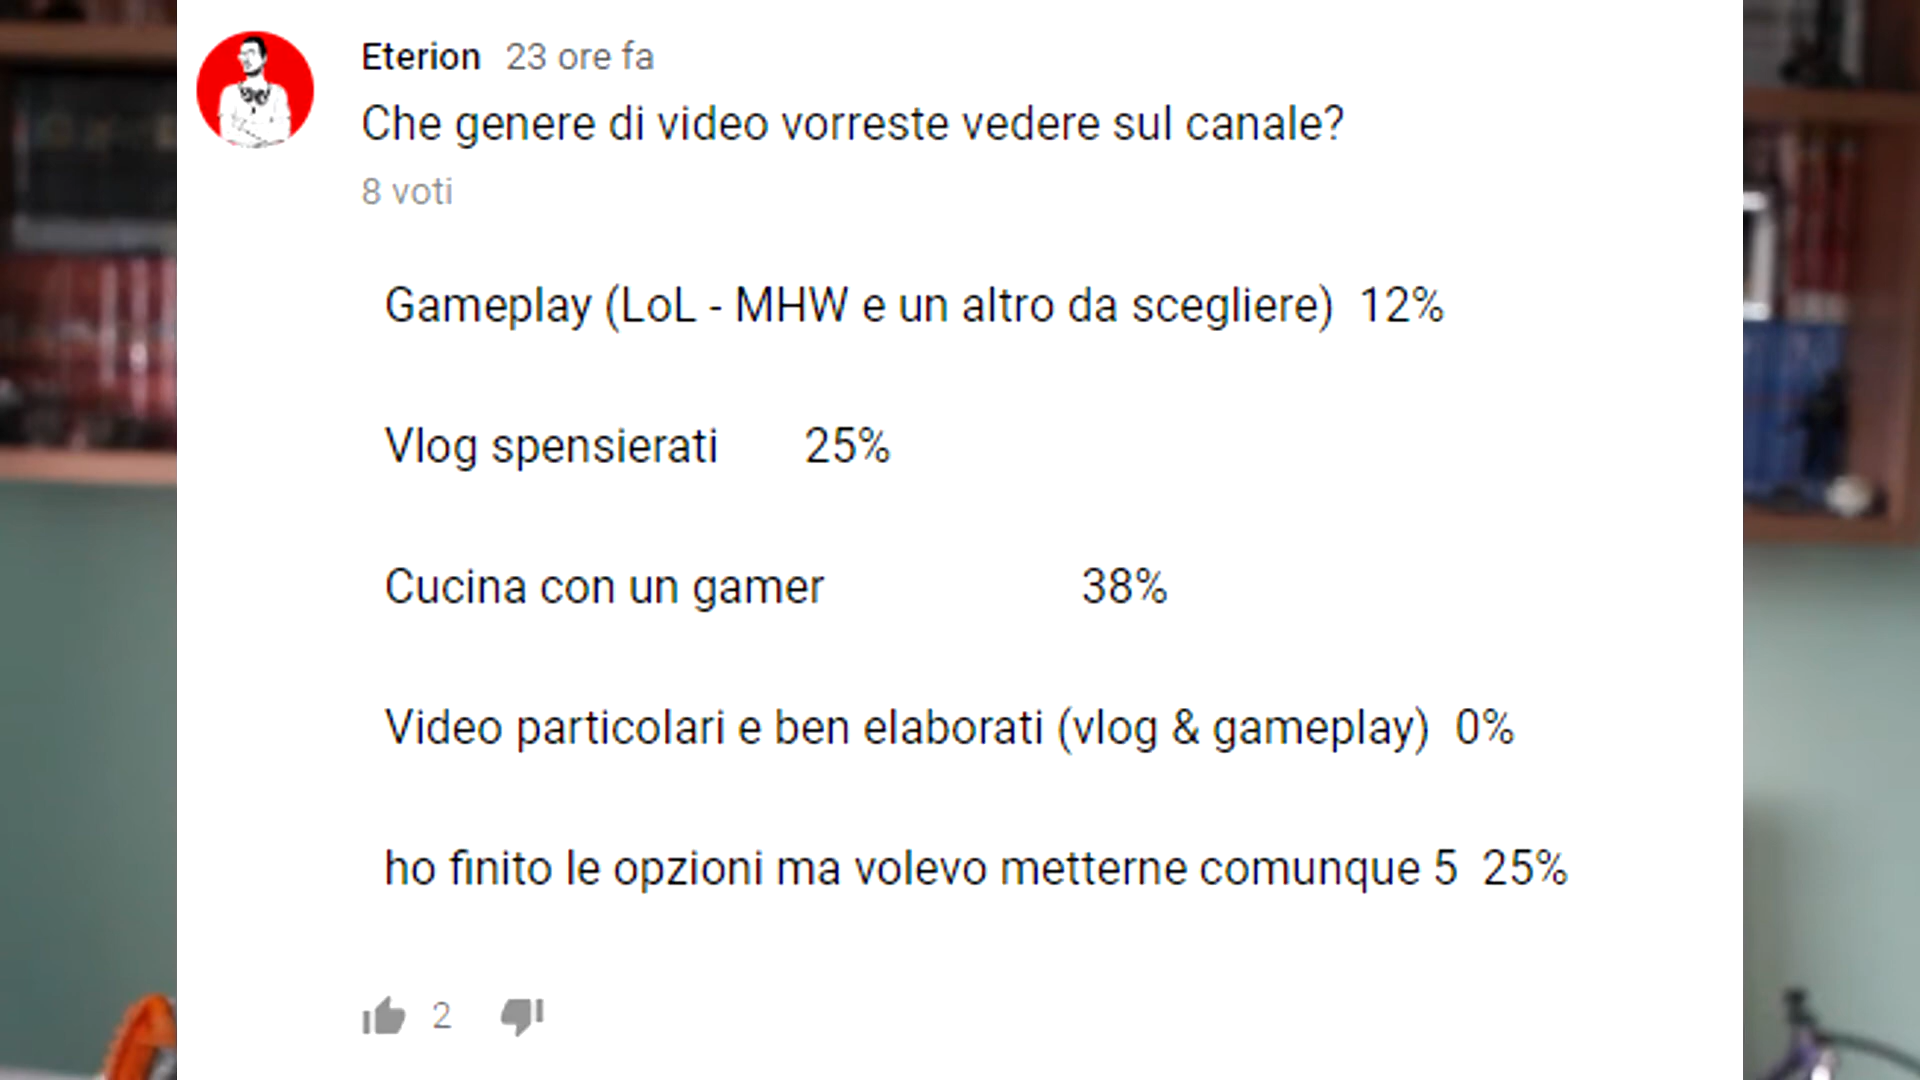 Eterion 23 ore fa
Che genere di video vorreste vedere sul canale?
8 voti
Gameplay (LoL - MHW e un altro da scegliere) 12%
Vlog spensierati 25%
Cucina con un gamer 38%
Video particolari e ben elaborati (vlog & gameplay) 0%
ho finito le opzioni ma volevo metterne comunque 5 25%
2